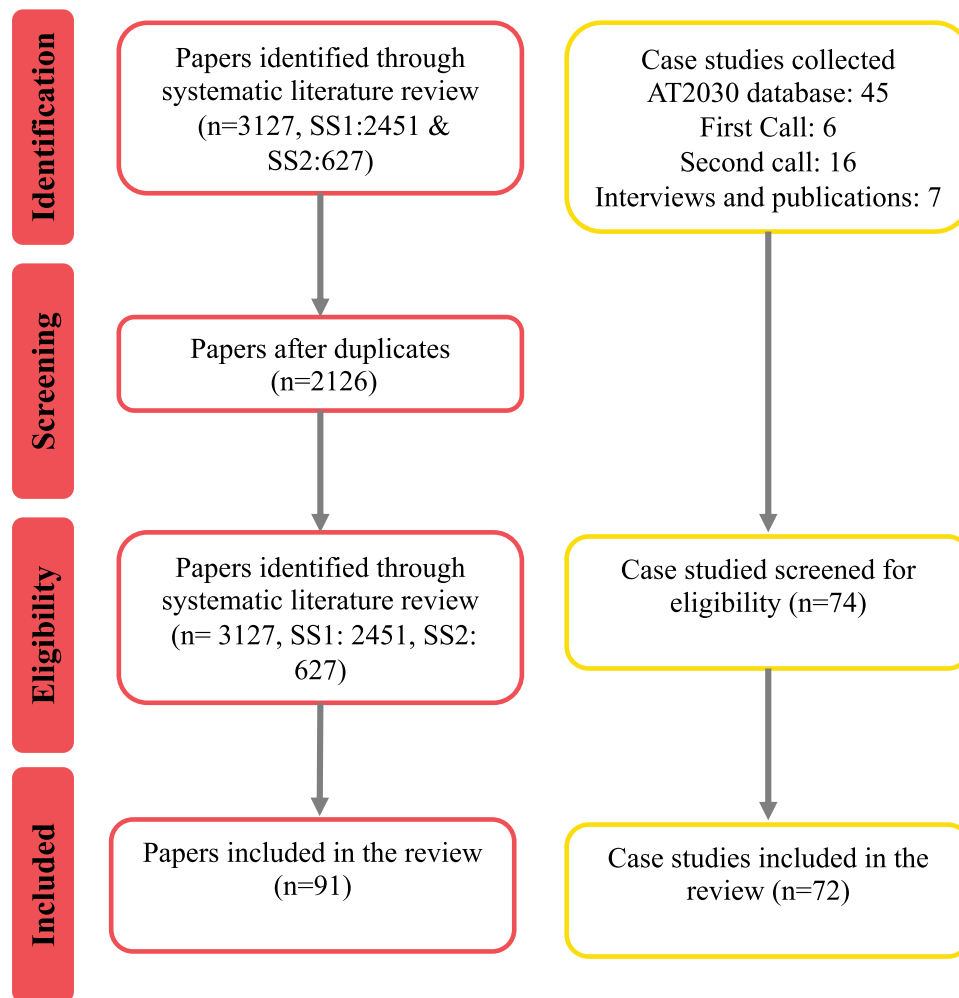 Identification
Papers identified through
systematic literature review
(n=3127, SS1:2451 &
SS2:627)
Case studies collected
AT2030 database: 45
First Call: 6
Second call: 16
Interviews and publications: 7
Screening
Papers after duplicates
(n=2126)
Eligibility
Papers identified through
systematic literature review
(n= 3127, SS1: 2451, SS2:
627)
Case studied screened for
eligibility (n=74)
Included
Papers included in the review
(n=91)
Case studies included in the
review (n=72)